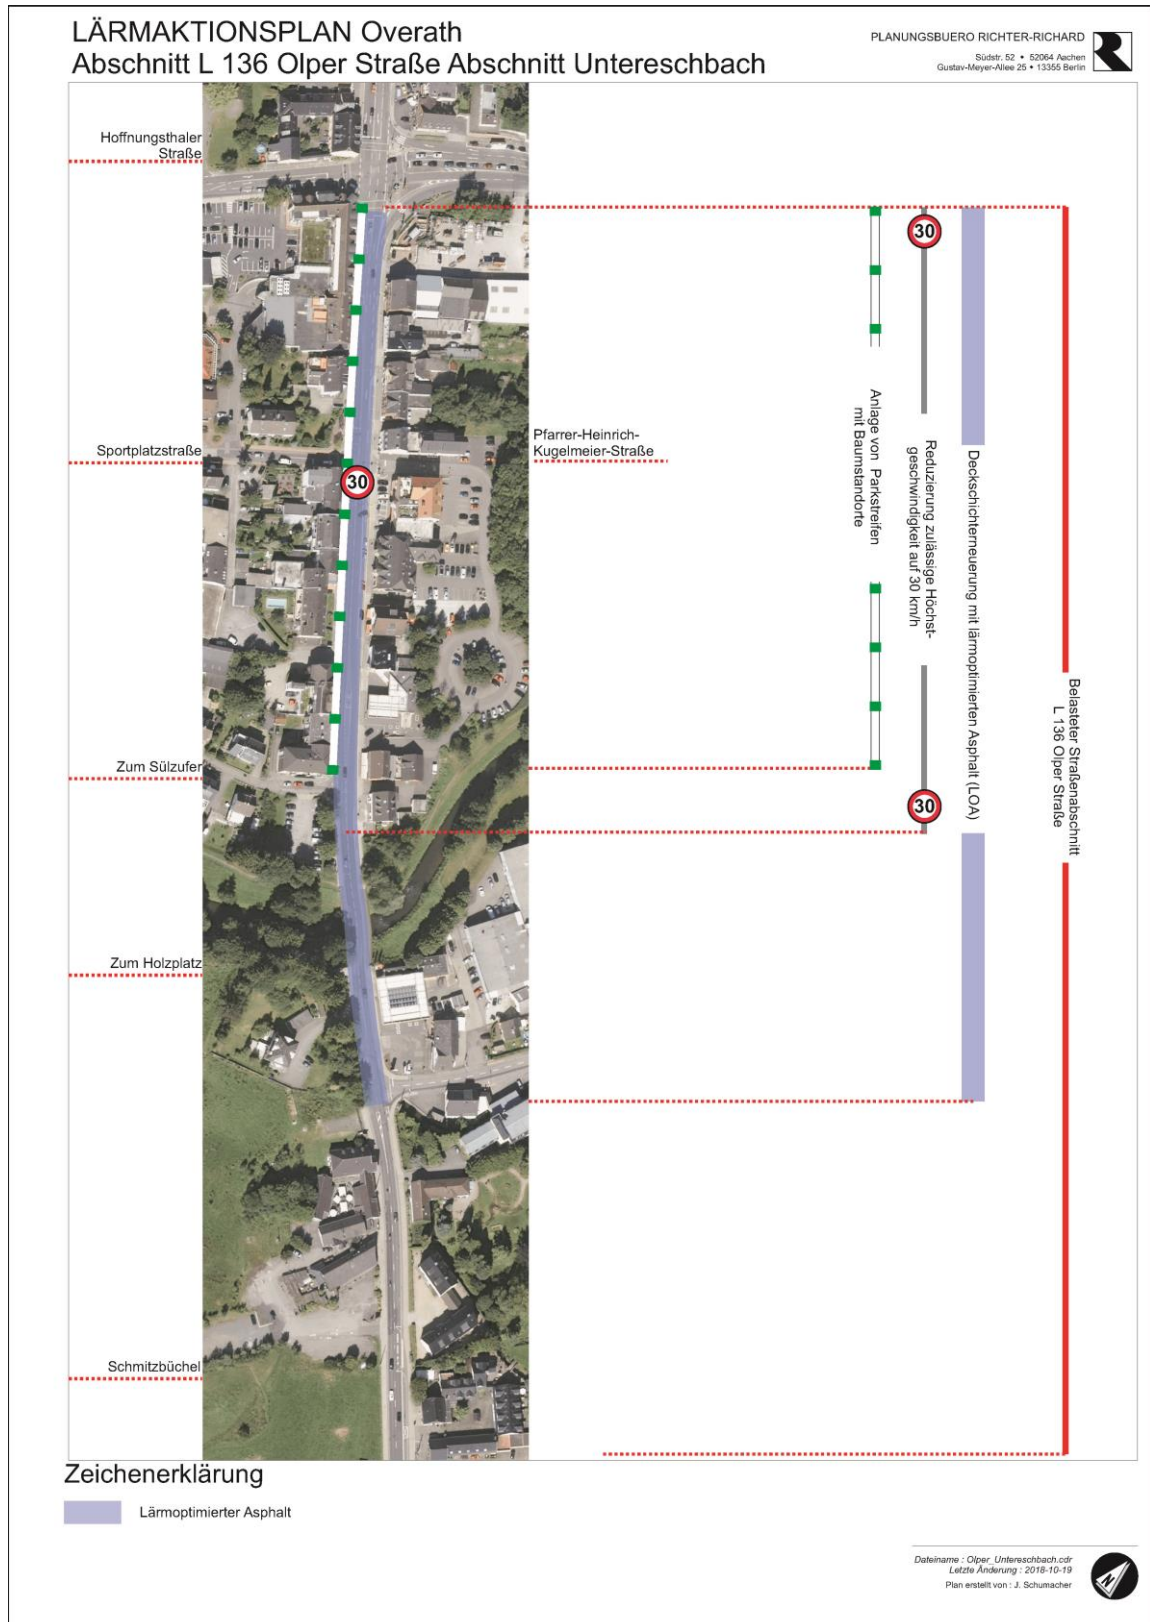 LÄRMAKTIONSPLAN Overath
Abschnitt L 136 Olper Straße Abschnitt Untereschbach
PLANUNGSBUERO RICHTER-RICHARD
Südstr. 52 • 52064 Aachen
Gustav-Meyer-Allee 25 • 13355 Berlin
R
Hoffnungsthaler
Straße
Sportplatzstraße
Zum Sülzufer
Zum Holzplatz
Schmitzbüchel
30
Pfarrer-Heinrich-
Kugelmeier-Straße
Anlage von Parkstreifen
mit Baumstandorte
30
Reduzierung zulässige Höchst-
geschwindigkeit auf 30 km/h
30
Deckschichterneuerung mit lärmoptimierten Asphalt (LOA)
Belasteter Straßenabschnitt
L 136 Olper Straße
Zeichenerklärung
Lärmoptimierter Asphalt
Dateiname : Olper_Untereschbach.cdr
Letzte Änderung : 2018-10-19
Plan erstellt von : J. Schumacher
N